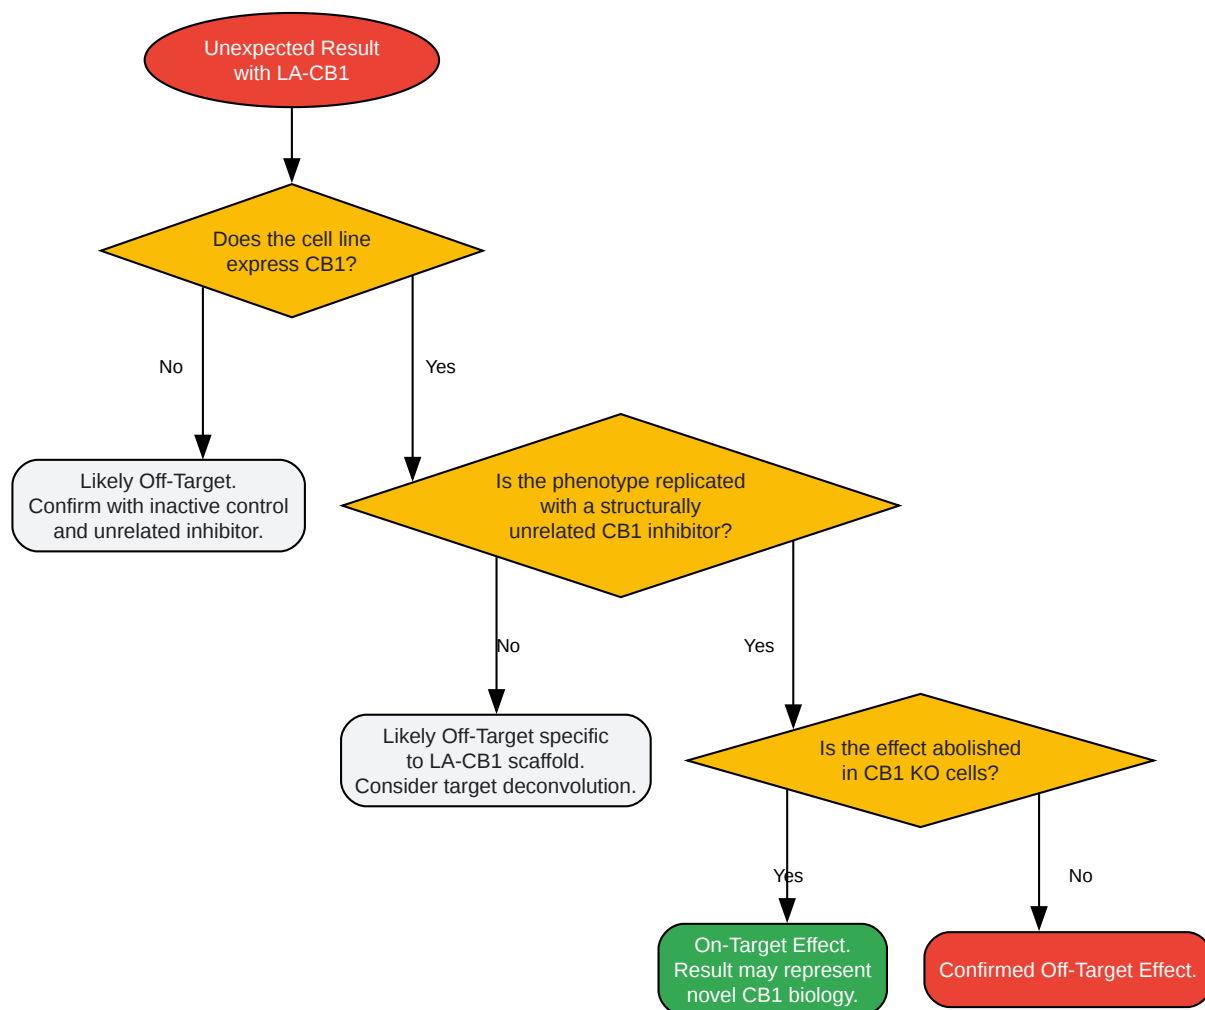 Unexpected Result
with LA-CB1
Does the cell line
express CB1?
No
Yes
Likely Off-Target.
Confirm with inactive control
and unrelated inhibitor.
Is the phenotype replicated
with a structurally
unrelated CB1 inhibitor?
No
Yes
Likely Off-Target specific
to LA-CB1 scaffold.
Consider target deconvolution.
Is the effect abolished
in CB1 KO cells?
Yes
No
On-Target Effect.
Result may represent
novel CB1 biology.
Confirmed Off-Target Effect.